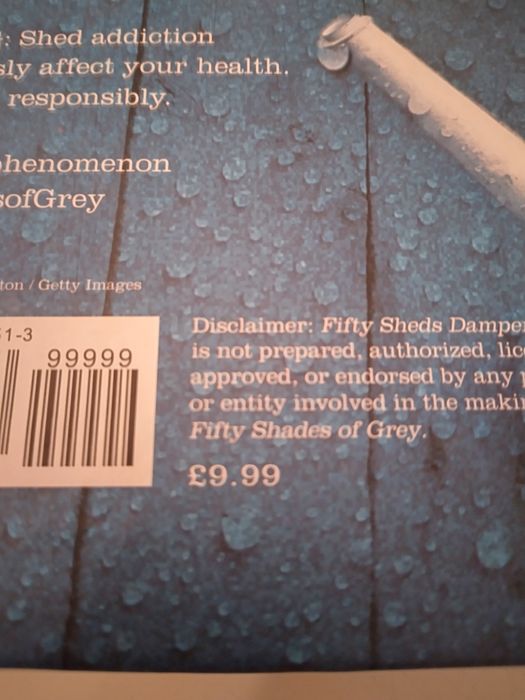 : Shed addiction
sly affect your health.
responsibly.
phenomenon
sofGrey
ton / Getty Images
51-3
99999
Disclaimer: Fifty Sheds Damper
is not prepared, authorized, lice
approved, or endorsed by any
or entity involved in the makin
Fifty Shades of Grey.
£9.99